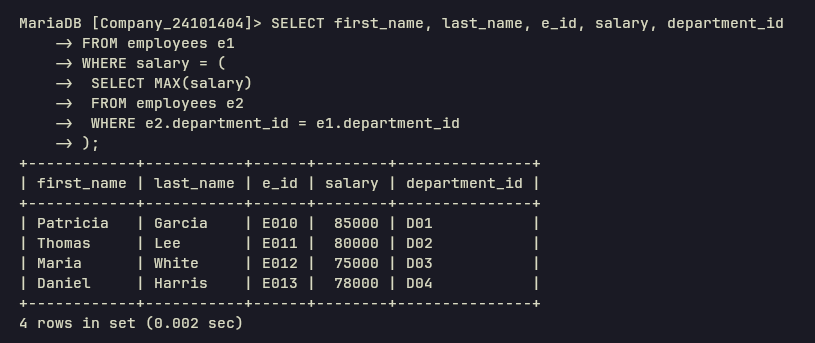 MariaDB [Company_24101404]> SELECT first_name, last_name, e_id, salary, department_id
    -> FROM employees e1
    -> WHERE salary = (
    ->  SELECT MAX(salary)
    ->  FROM employees e2
    ->  WHERE e2.department_id = e1.department_id
    -> );
+------------+-----------+------+--------+---------------+
| first_name | last_name | e_id | salary | department_id |
+------------+-----------+------+--------+---------------+
| Patricia   | Garcia    | E010 |  85000 | D01           |
| Thomas     | Lee       | E011 |  80000 | D02           |
| Maria      | White     | E012 |  75000 | D03           |
| Daniel     | Harris    | E013 |  78000 | D04           |
+------------+-----------+------+--------+---------------+
4 rows in set (0.002 sec)